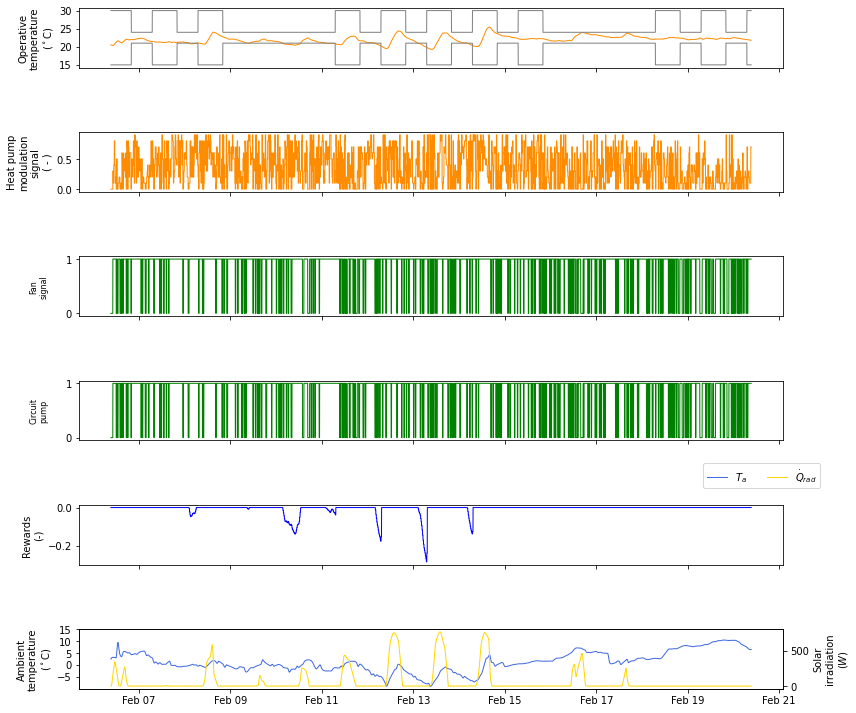 Operative
temperature
(°C)
30
25
20
15
Heat pump
modulation
signal
( - )
0.5
0.0
Fan
signal
1
0
Circuit
pump
1
0
T_a
Q̇_rad
Rewards
(-)
0.0
−0.2
Ambient
temperature
(°C)
15
10
5
0
−5
500
0
Solar
irradiation
(W)
Feb 07
Feb 09
Feb 11
Feb 13
Feb 15
Feb 17
Feb 19
Feb 21